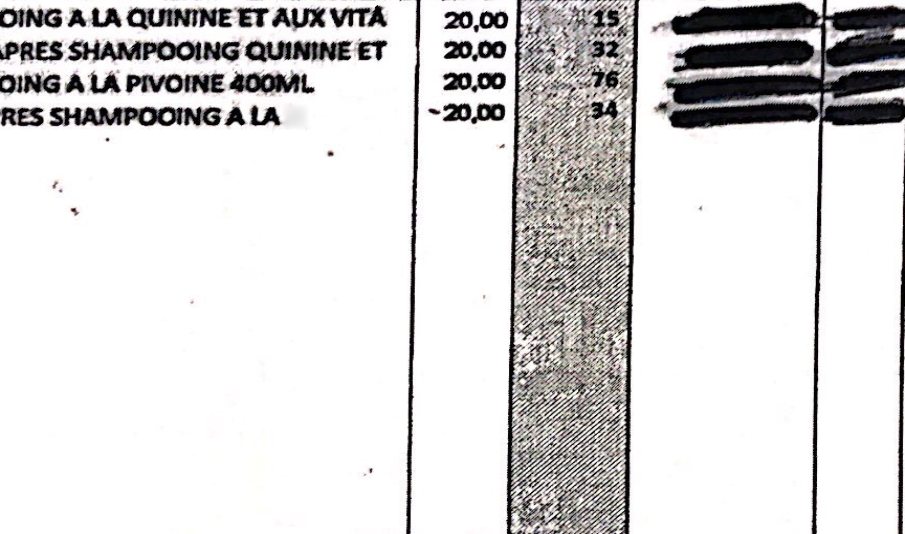 OING A LA QUININE ET AUX VITA 20,00 15
APRES SHAMPOOING QUININE ET 20,00 32
OING A LA PIVOINE 400ML 20,00 76
RES SHAMPOOING A LA -20,00 34